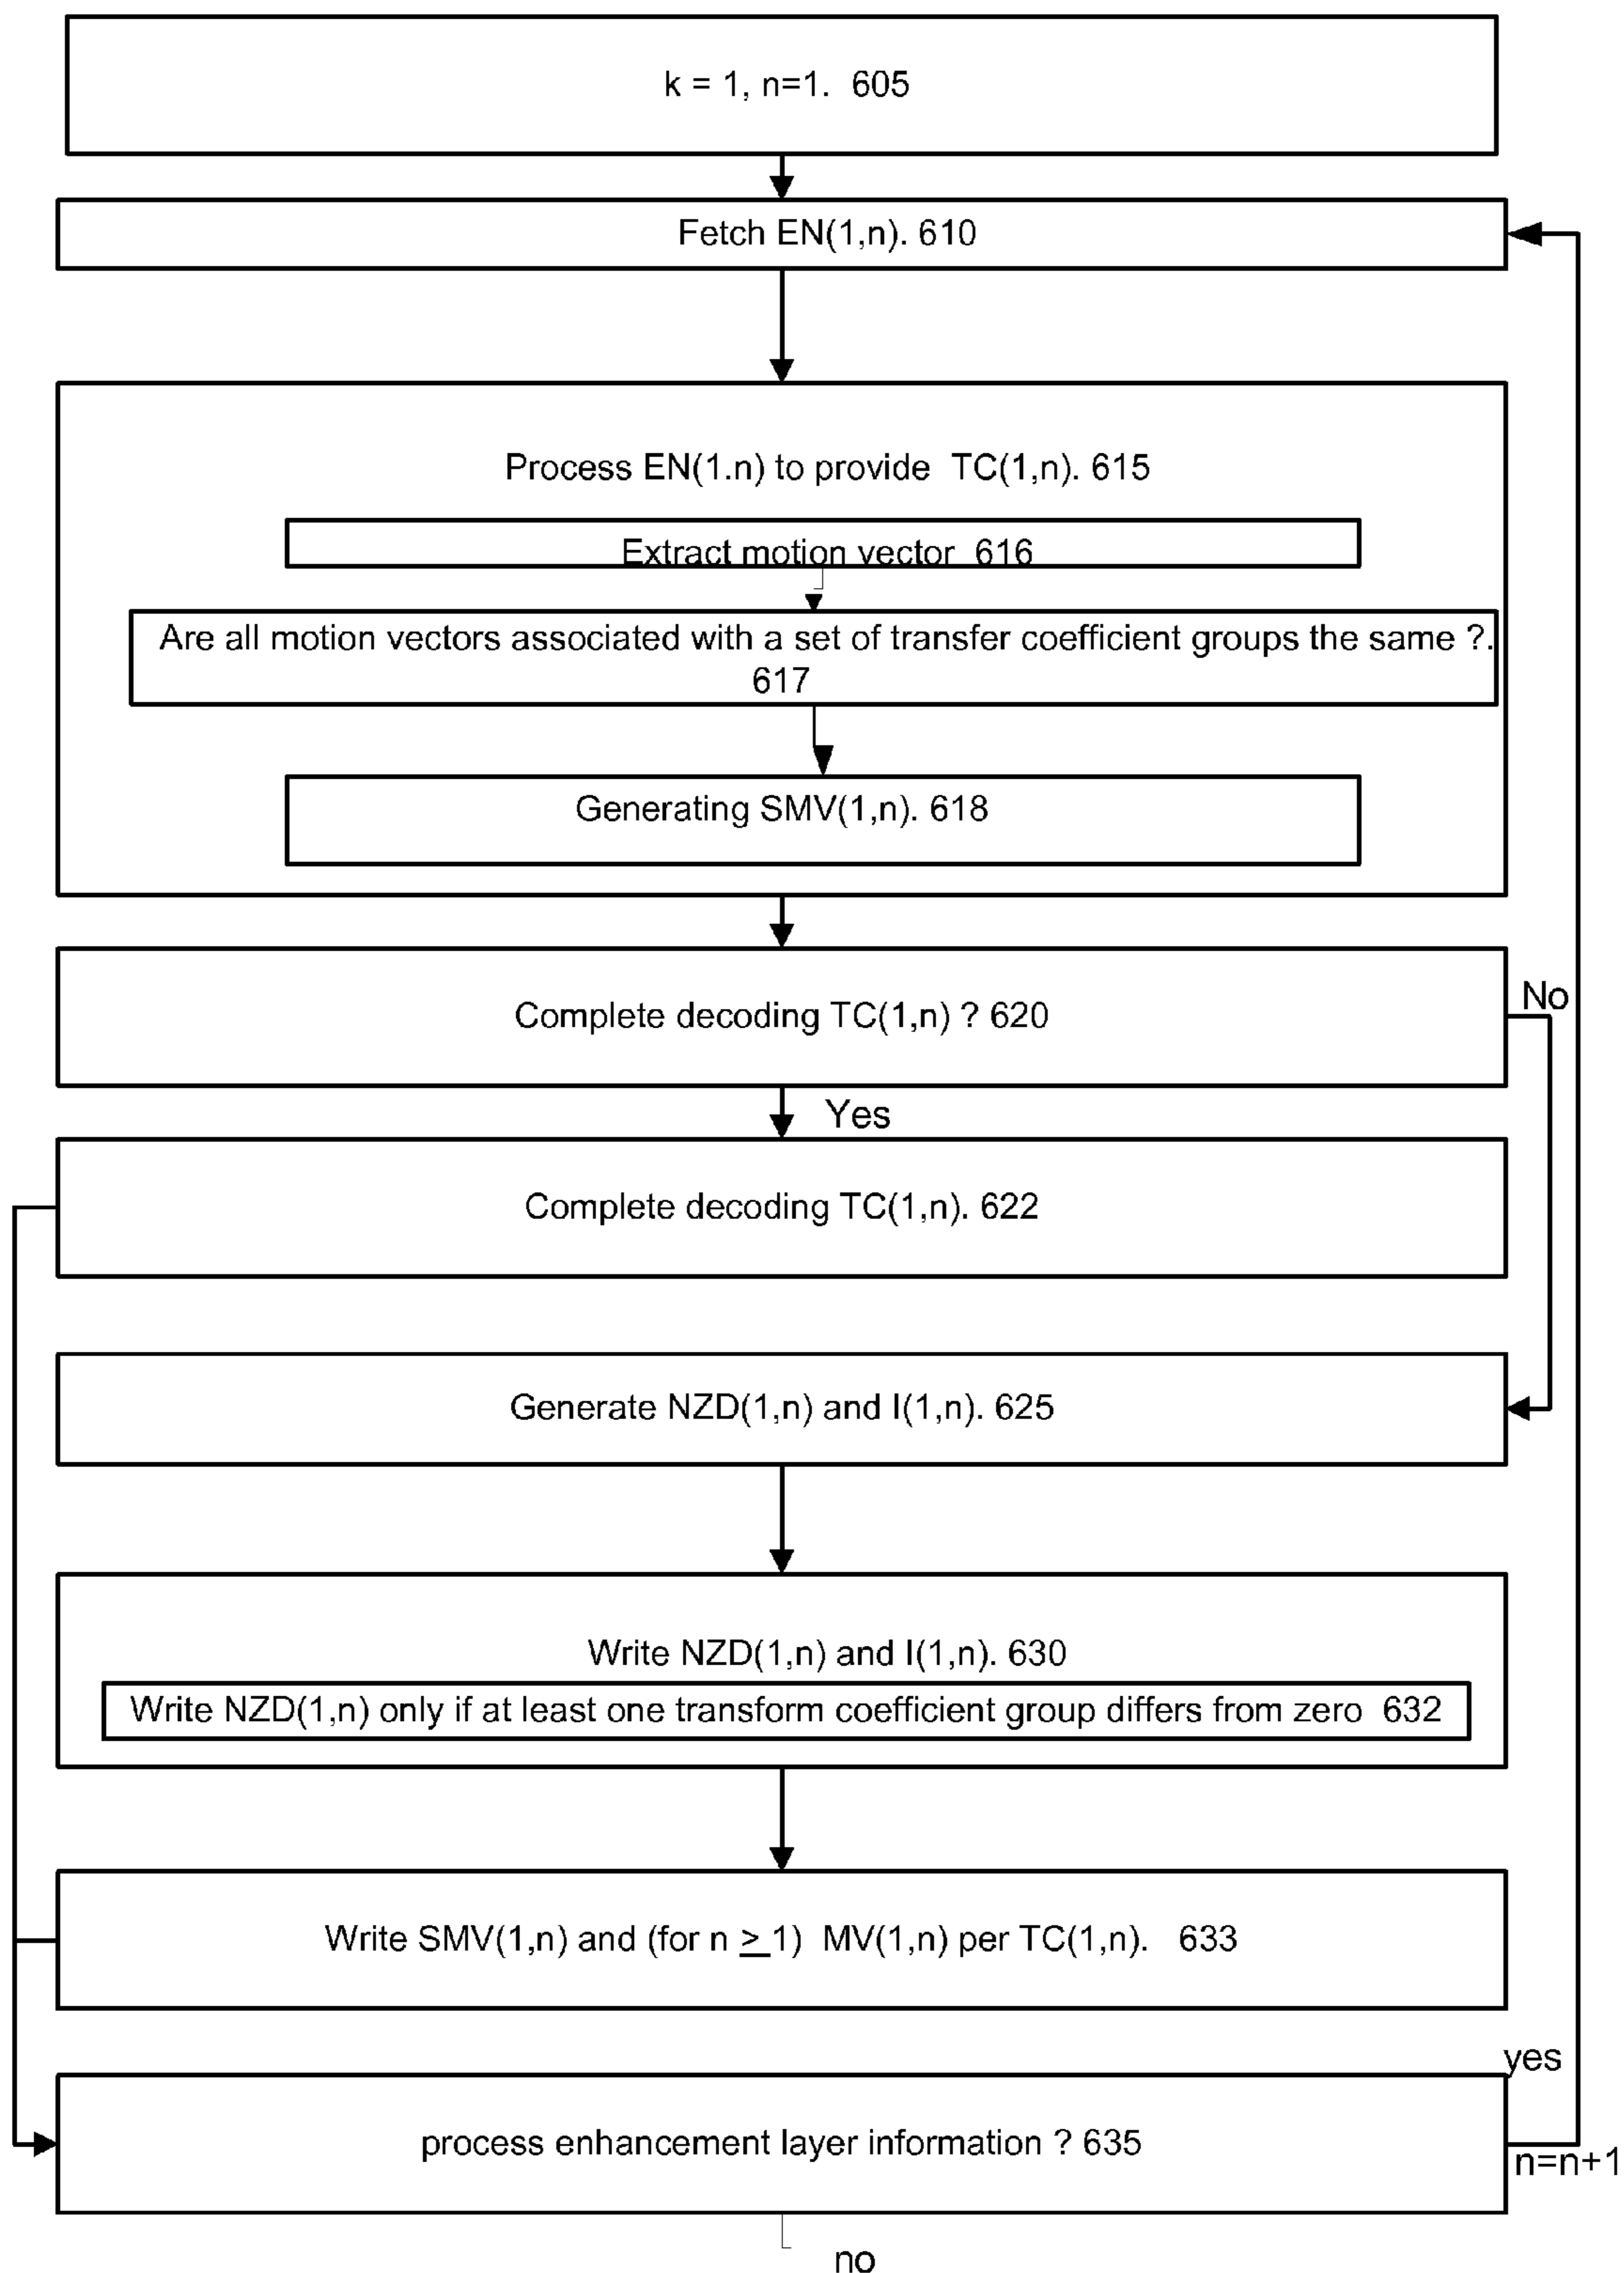 k = 1, n=1.  605
Fetch EN(1,n). 610
Process EN(1.n) to provide  TC(1,n). 615
Extract motion vector  616
Are all motion vectors associated with a set of transfer coefficient groups the same ?.
617
Generating SMV(1,n). 618
Complete decoding TC(1,n) ? 620
No
Yes
Complete decoding TC(1,n). 622
Generate NZD(1,n) and I(1,n). 625
Write NZD(1,n) and I(1,n). 630
Write NZD(1,n) only if at least one transform coefficient group differs from zero  632
Write SMV(1,n) and (for n ≥ 1)  MV(1,n) per TC(1,n).   633
yes
process enhancement layer information ? 635
n=n+1
no